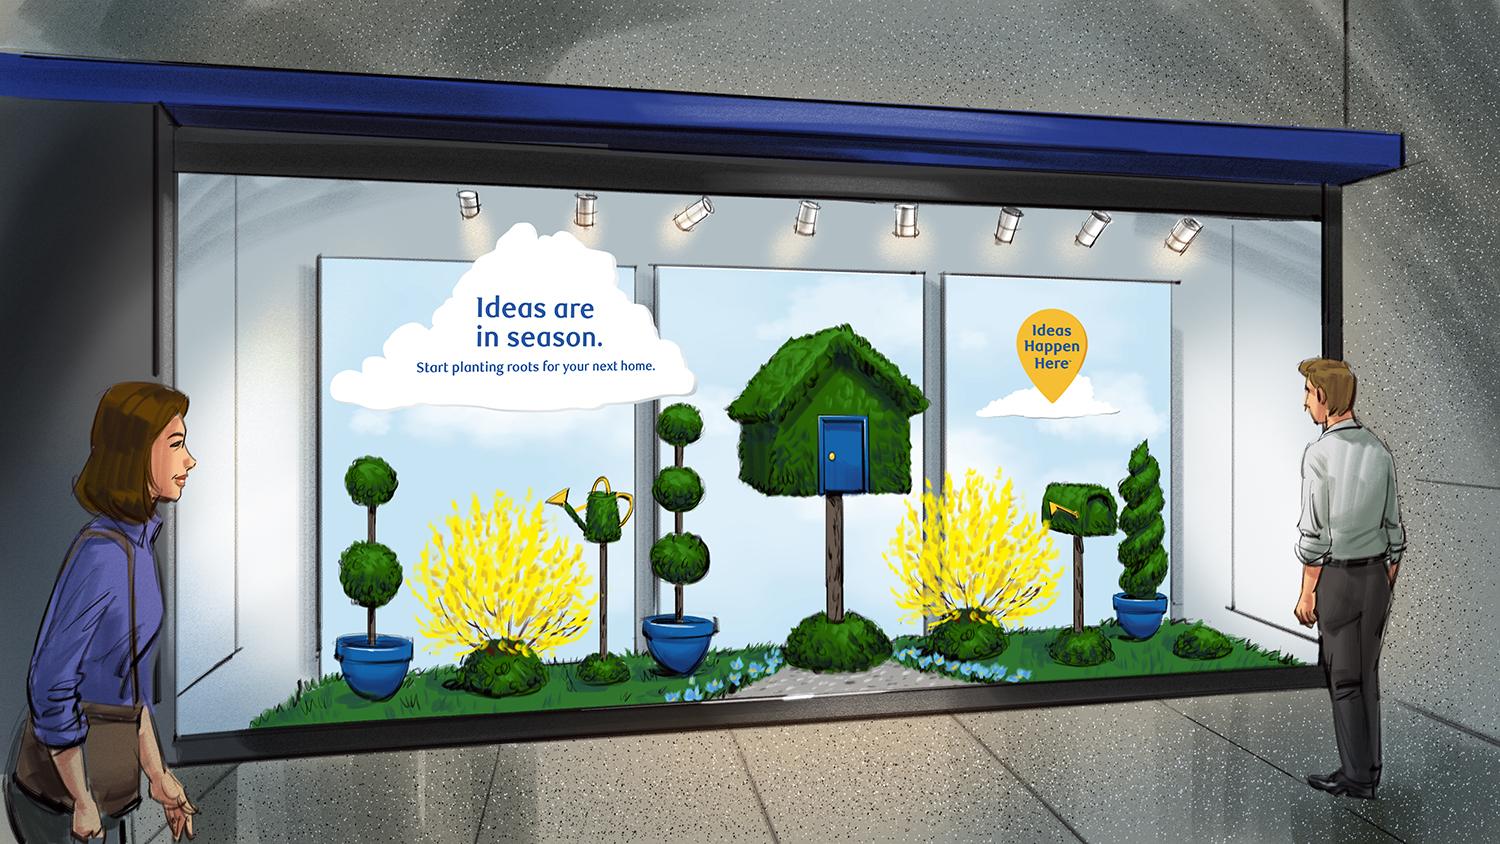 Ideas are
in season.
Start planting roots for your next home.
Ideas
Happen
Here